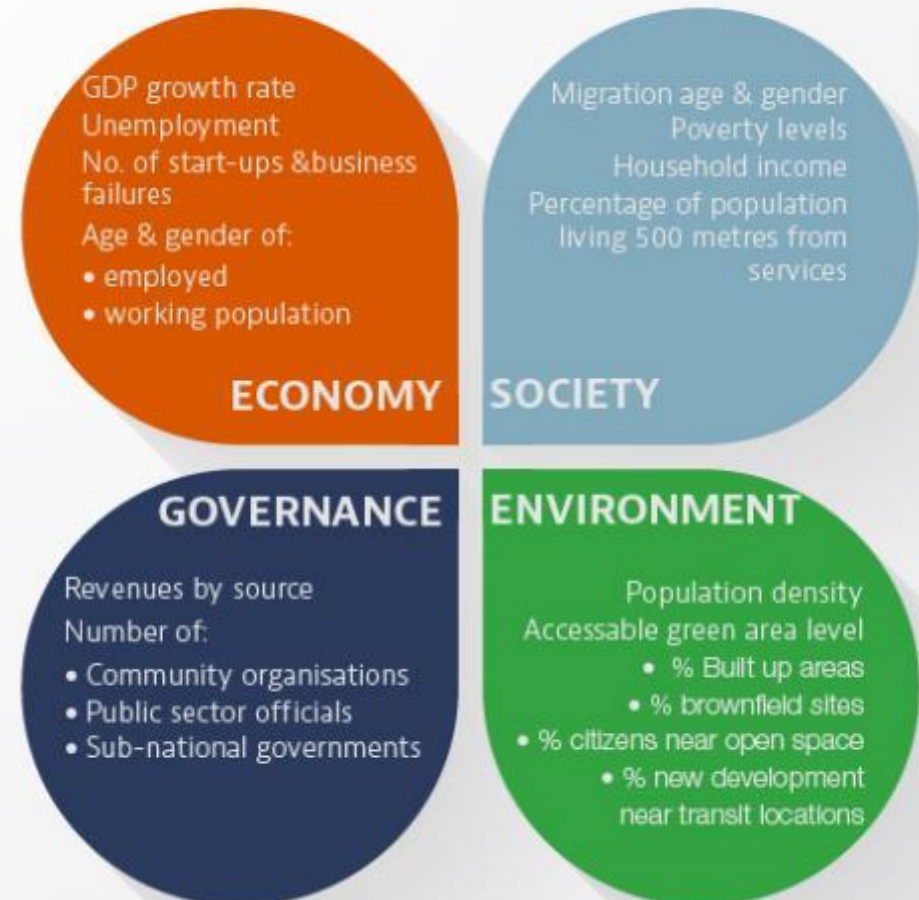 GDP growth rate
Unemployment
No. of start-ups &business
failures
Age & gender of:
• employed
• working population
ECONOMY
Migration age & gender
Poverty levels
Household income
Percentage of population
living 500 metres from
services
SOCIETY
GOVERNANCE
Revenues by source
Number of:
• Community organisations
• Public sector officials
• Sub-national governments
ENVIRONMENT
Population density
Accessable green area level
• % Built up areas
• % brownfield sites
• % citizens near open space
• % new development
near transit locations